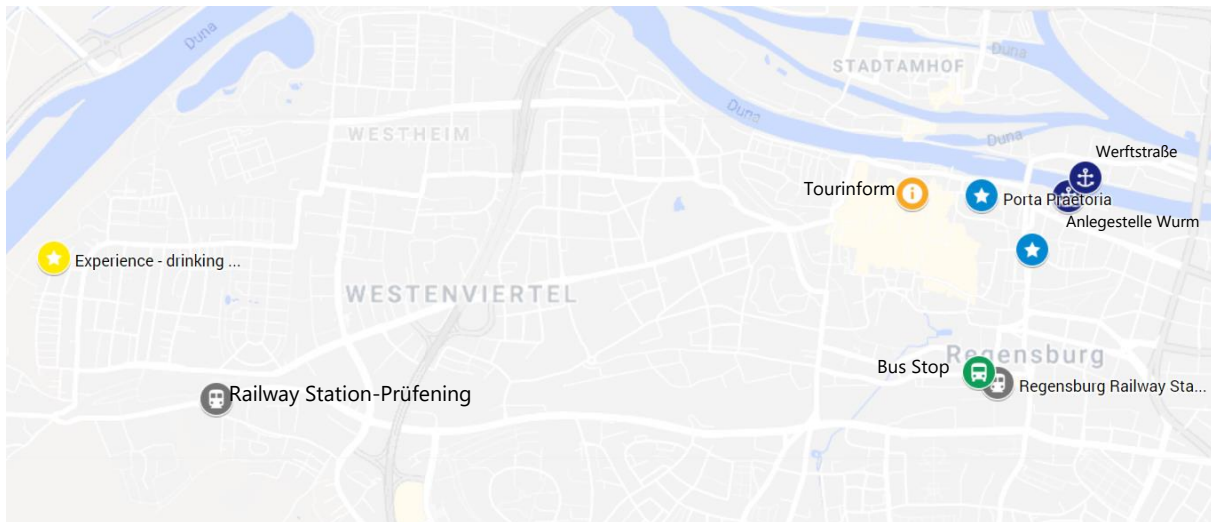 Duna
Duna
STADTAMHOF
Duna
WESTHEIM
Duna
Werftstraße
Tourinform
Porta Praetoria
Anlegestelle Wurm
Experience - drinking ...
WESTENVIERTEL
Regensburg
Bus Stop
Regensburg Railway Sta...
Railway Station-Prüfening